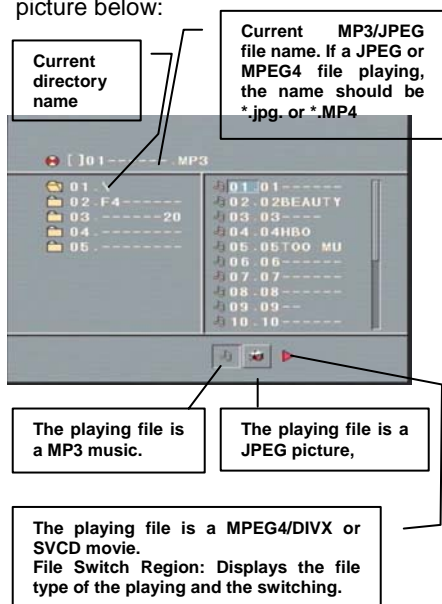 picture below:
Current
directory
name
Current MP3/JPEG
file name. If a JPEG or
MPEG4 file playing,
the name should be
*.jpg. or *.MP4
[ ]01-------.MP3
01.\
02.F4------
03.------20
04.--------
05.--------
01.01------
02.02BEAUTY
03.03----
04.04HBO
05.05TOO MU
06.06------
07.07------
08.08------
09.09--
10.10------
The playing file is
a MP3 music.
The playing file is a
JPEG picture,
The playing file is a MPEG4/DIVX or
SVCD movie.
File Switch Region: Displays the file
type of the playing and the switching.